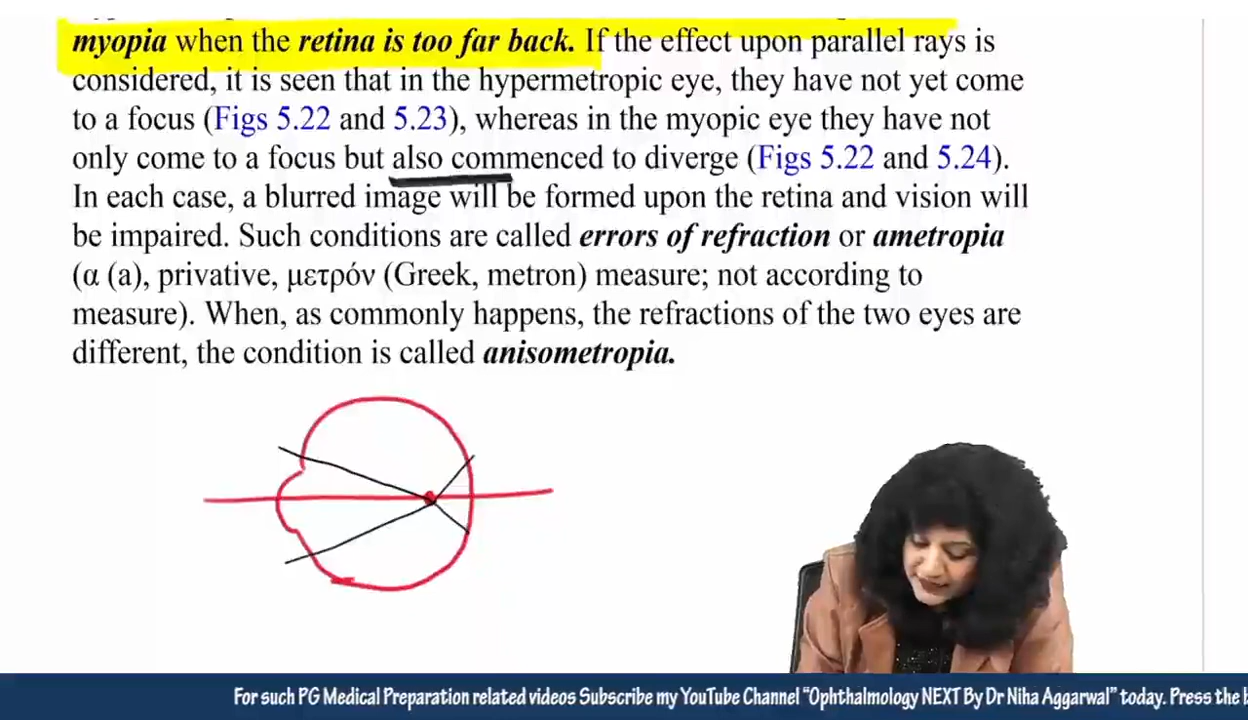 myopia when the retina is too far back. If the effect upon parallel rays is
considered, it is seen that in the hypermetropic eye, they have not yet come
to a focus (Figs 5.22 and 5.23), whereas in the myopic eye they have not
only come to a focus but also commenced to diverge (Figs 5.22 and 5.24).
In each case, a blurred image will be formed upon the retina and vision will
be impaired. Such conditions are called errors of refraction or ametropia
(α (a), privative, μετρόν (Greek, metron) measure; not according to
measure). When, as commonly happens, the refractions of the two eyes are
different, the condition is called anisometropia.
For such PG Medical Preparation related videos Subscribe my YouTube Channel "Ophthalmology NEXT By Dr Niha Aggarwal" today. Press the